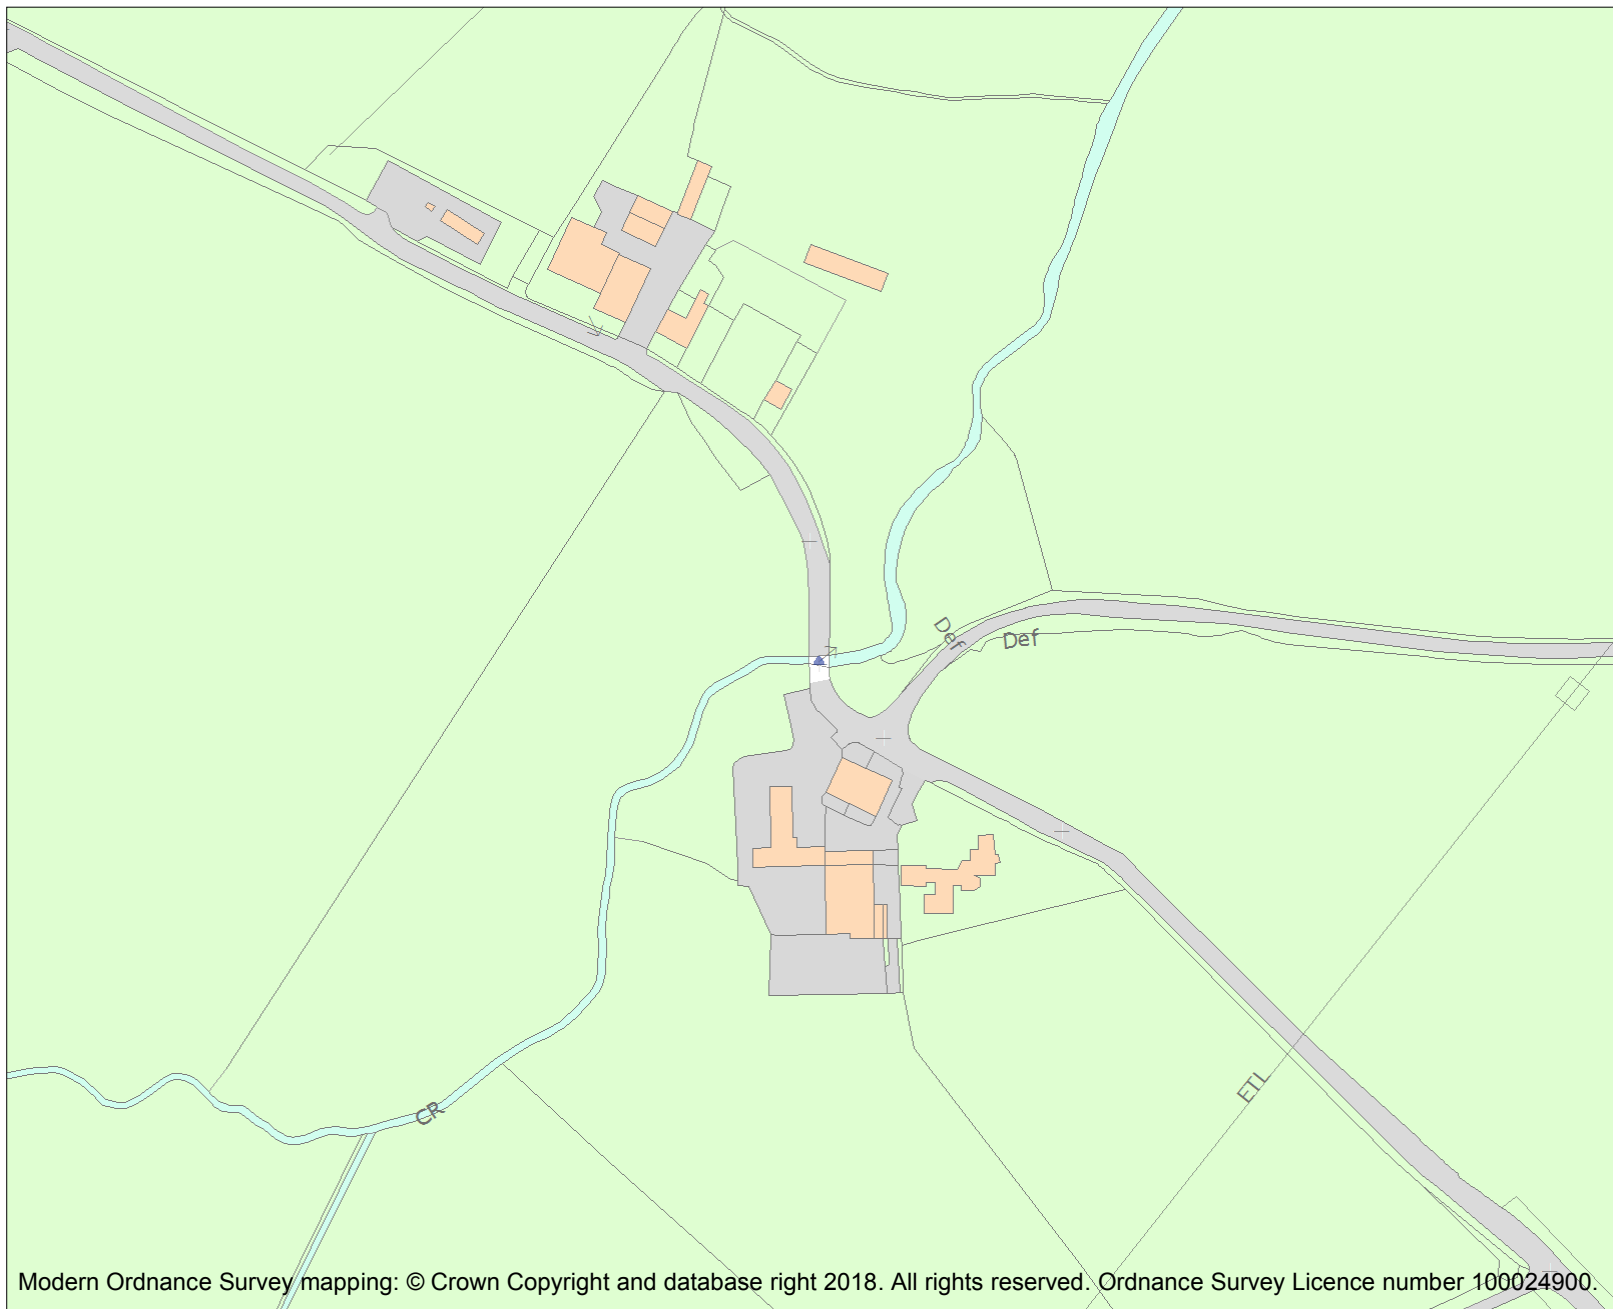 Def
Def
CR
ETL
Modern Ordnance Survey mapping: © Crown Copyright and database right 2018. All rights reserved. Ordnance Survey Licence number 100024900.